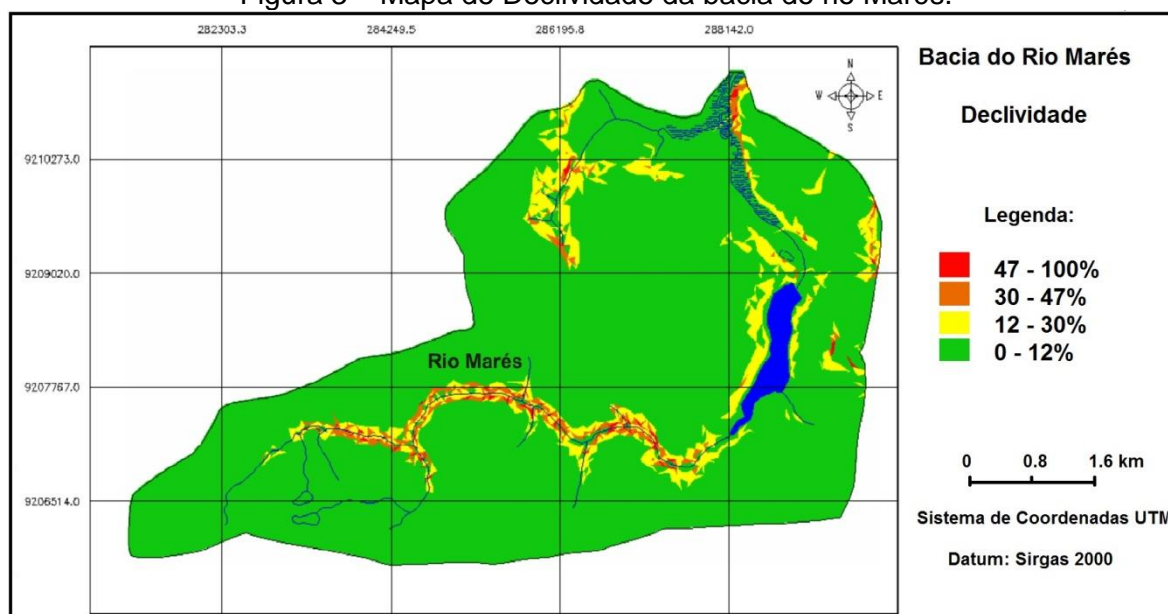 Figura 3 – Mapa de Declividade da bacia do rio Marés.
282303.3 284249.5 286195.8 288142.0
Bacia do Rio Marés
Declividade
N
W E
S
9210273.0
Legenda:
9209020.0
47 - 100%
30 - 47%
12 - 30%
0 - 12%
Rio Marés
9207767.0
0 0.8 1.6 km
9206514.0
Sistema de Coordenadas UTM
Datum: Sirgas 2000